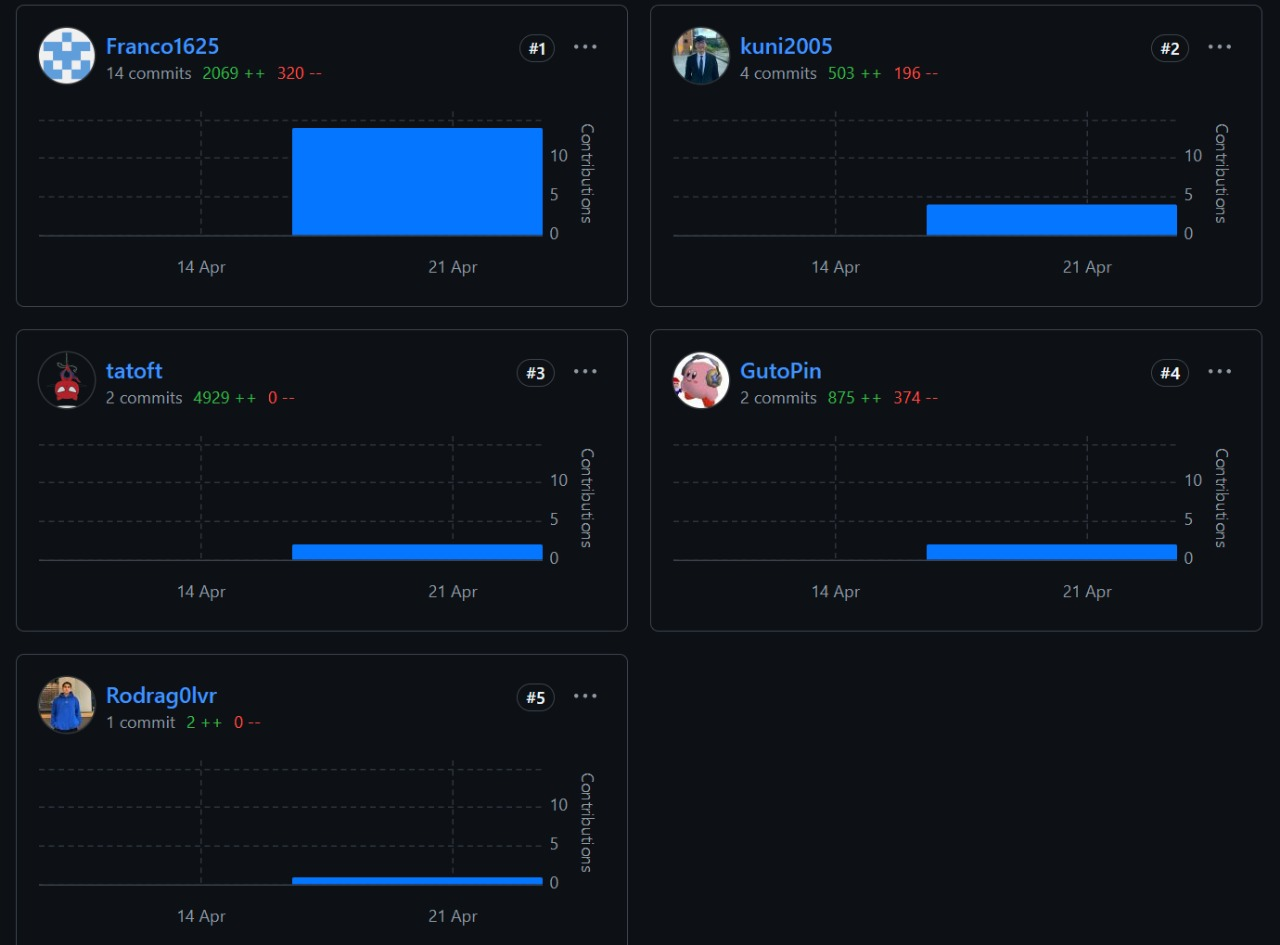 Franco1625
#1
14 commits 2069 ++ 320 --
10
5
0
Contributions
14 Apr 21 Apr
kuni2005
#2
4 commits 503 ++ 196 --
10
5
0
Contributions
14 Apr 21 Apr
tatoft
#3
2 commits 4929 ++ 0 --
10
5
0
Contributions
14 Apr 21 Apr
GutoPin
#4
2 commits 875 ++ 374 --
10
5
0
Contributions
14 Apr 21 Apr
Rodrag0lvr
#5
1 commit 2 ++ 0 --
10
5
0
Contributions
14 Apr 21 Apr